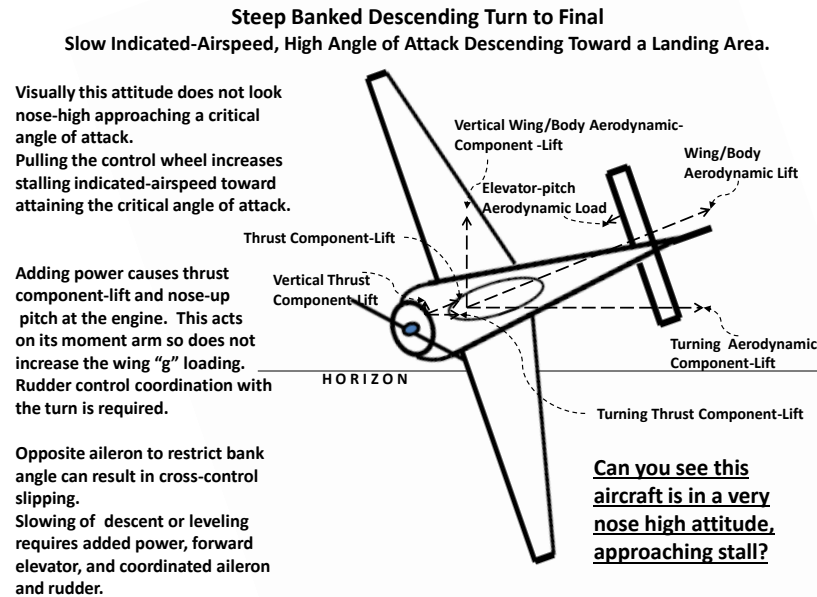 Steep Banked Descending Turn to Final
Slow Indicated-Airspeed, High Angle of Attack Descending Toward a Landing Area.
Visually this attitude does not look
nose-high approaching a critical
angle of attack.
Pulling the control wheel increases
stalling indicated-airspeed toward
attaining the critical angle of attack.
Vertical Wing/Body Aerodynamic-
Component -Lift
Wing/Body
Aerodynamic Lift
Elevator-pitch
Aerodynamic Load
Thrust Component-Lift
Vertical Thrust
Component-Lift
Adding power causes thrust
component-lift and nose-up
pitch at the engine.  This acts
on its moment arm so does not
increase the wing “g” loading.
Rudder control coordination with
the turn is required.
Turning  Aerodynamic
Component-Lift
HORIZON
Turning Thrust Component-Lift
Opposite aileron to restrict bank
angle can result in cross-control
slipping.
Slowing of  descent or leveling
requires added power, forward
elevator, and coordinated aileron
and rudder.
Can you see this
aircraft is in a very
nose high attitude,
approaching stall?